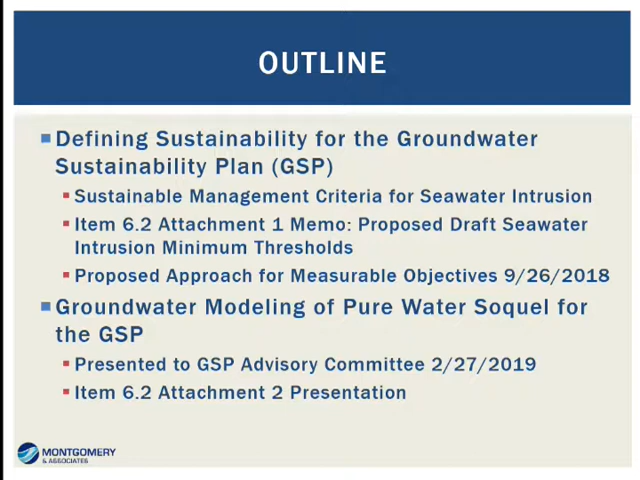 OUTLINE
Defining Sustainability for the Groundwater
Sustainability Plan (GSP)
Sustainable Management Criteria for Seawater Intrusion
Item 6.2 Attachment 1 Memo: Proposed Draft Seawater
Intrusion Minimum Thresholds
Proposed Approach for Measurable Objectives 9/26/2018
Groundwater Modeling of Pure Water Soquel for
the GSP
Presented to GSP Advisory Committee 2/27/2019
Item 6.2 Attachment 2 Presentation
MONTGOMERY
& ASSOCIATES